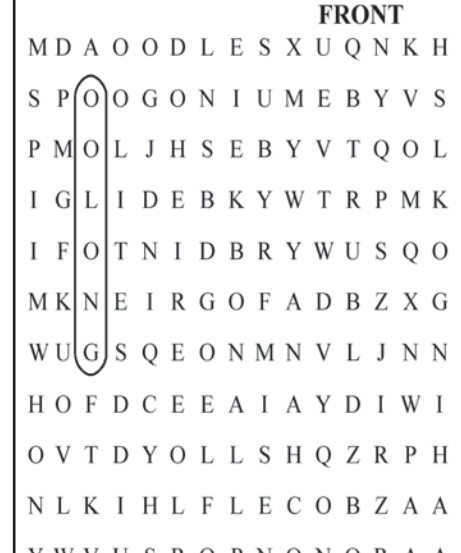 FRONT
M D A O O D L E S X U Q N K H
S P O O G O N I U M E B Y V S
P M O L J H S E B Y V T Q O L
I G L I D E B K Y W T R P M K
I F O T N I D B R Y W U S Q O
M K N E I R G O F A D B Z X G
W U G S Q E O N M N V L J N N
H O F D C E E A I A Y D I W I
O V T D Y O L L S H Q Z R P H
N L K I H L F L E C O B Z A A